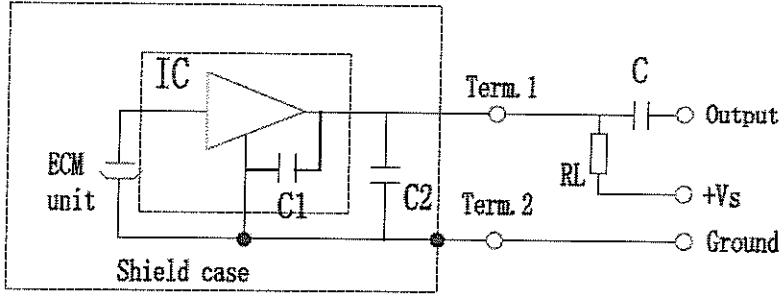 IC
Term.1
C
Output
ECM
unit
C1
C2
RL
+Vs
Term.2
Ground
Shield case